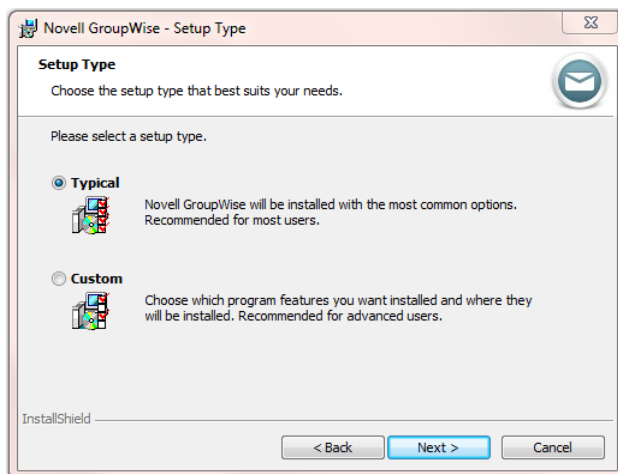 Novell GroupWise - Setup Type
Setup Type
Choose the setup type that best suits your needs.
Please select a setup type.
Typical
Novell GroupWise will be installed with the most common options.
Recommended for most users.
Custom
Choose which program features you want installed and where they
will be installed. Recommended for advanced users.
InstallShield
< Back
Next >
Cancel